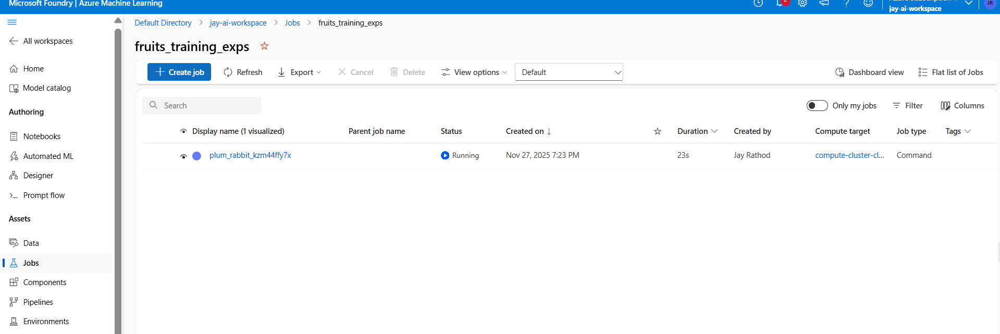 Microsoft Foundry | Azure Machine Learning
2
jay-ai-workspace
JR
All workspaces
Home
Model catalog
Authoring
Notebooks
Automated ML
Designer
Prompt flow
Assets
Data
Jobs
Components
Pipelines
Environments
Default Directory > jay-ai-workspace > Jobs > fruits_training_exps
fruits_training_exps
Create job Refresh Export Cancel Delete View options Default Dashboard view Flat list of Jobs
Search Only my jobs Filter Columns
Display name (1 visualized) Parent job name Status Created on ↓ Duration Created by Compute target Job type Tags
plum_rabbit_kzm44ffy7x Running Nov 27, 2025 7:23 PM 23s Jay Rathod compute-cluster-cl... Command